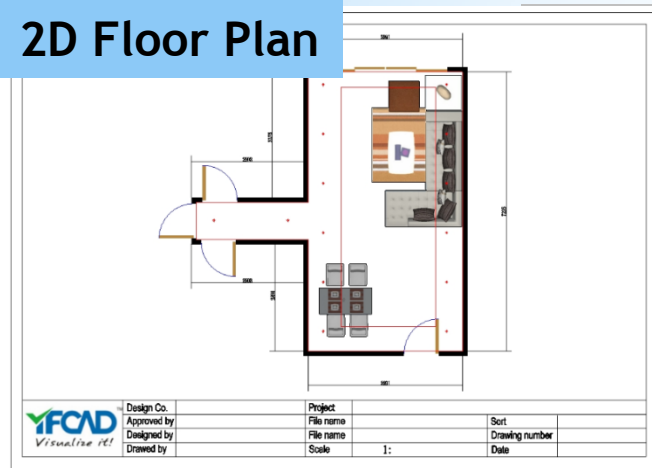 2D Floor Plan
YFCAD
Visualize it!
Design Co.
Project
Approved by
File name
Sort
Designed by
File name
Drawing number
Drawed by
Scale
1:
Date